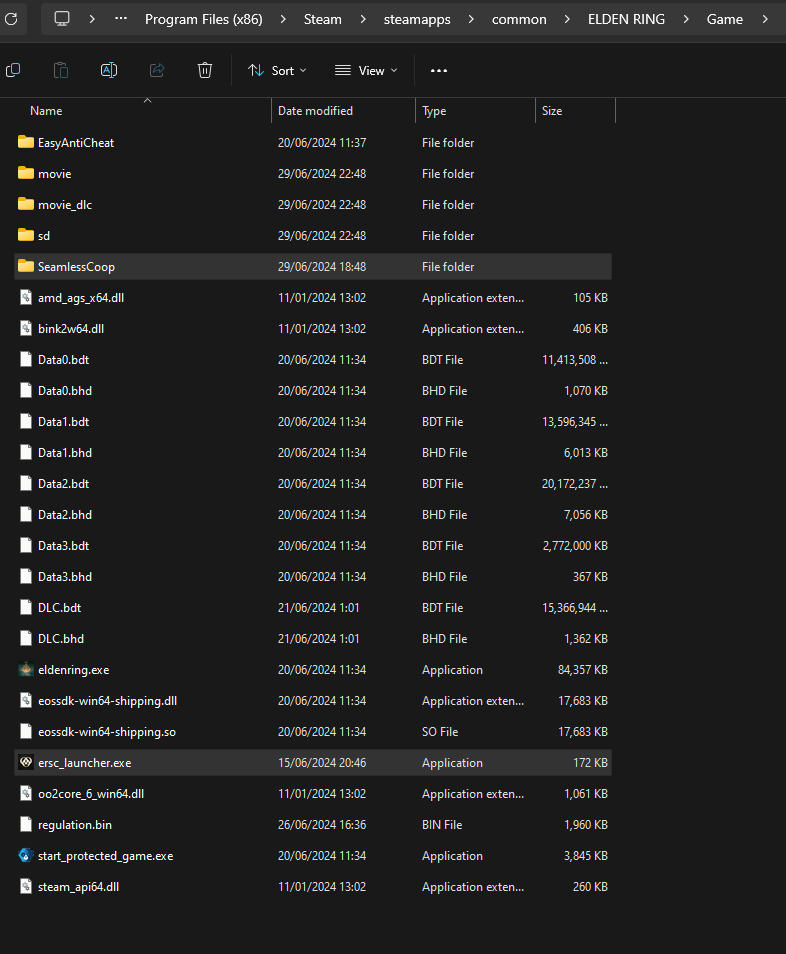 ··· Program Files (x86) Steam steamapps common ELDEN RING Game
Sort View ···
Name Date modified Type Size
EasyAntiCheat 20/06/2024 11:37 File folder
movie 29/06/2024 22:48 File folder
movie_dlc 29/06/2024 22:48 File folder
sd 29/06/2024 22:48 File folder
SeamlessCoop 29/06/2024 18:48 File folder
amd_ags_x64.dll 11/01/2024 13:02 Application exten... 105 KB
bink2w64.dll 11/01/2024 13:02 Application exten... 406 KB
Data0.bdt 20/06/2024 11:34 BDT File 11,413,508 ...
Data0.bhd 20/06/2024 11:34 BHD File 1,070 KB
Data1.bdt 20/06/2024 11:34 BDT File 13,596,345 ...
Data1.bhd 20/06/2024 11:34 BHD File 6,013 KB
Data2.bdt 20/06/2024 11:34 BDT File 20,172,237 ...
Data2.bhd 20/06/2024 11:34 BHD File 7,056 KB
Data3.bdt 20/06/2024 11:34 BDT File 2,772,000 KB
Data3.bhd 20/06/2024 11:34 BHD File 367 KB
DLC.bdt 21/06/2024 1:01 BDT File 15,366,944 ...
DLC.bhd 21/06/2024 1:01 BHD File 1,362 KB
eldenring.exe 20/06/2024 11:34 Application 84,357 KB
eossdk-win64-shipping.dll 20/06/2024 11:34 Application exten... 17,683 KB
eossdk-win64-shipping.so 20/06/2024 11:34 SO File 17,683 KB
ersc_launcher.exe 15/06/2024 20:46 Application 172 KB
oo2core_6_win64.dll 11/01/2024 13:02 Application exten... 1,061 KB
regulation.bin 26/06/2024 16:36 BIN File 1,960 KB
start_protected_game.exe 20/06/2024 11:34 Application 3,845 KB
steam_api64.dll 11/01/2024 13:02 Application exten... 260 KB